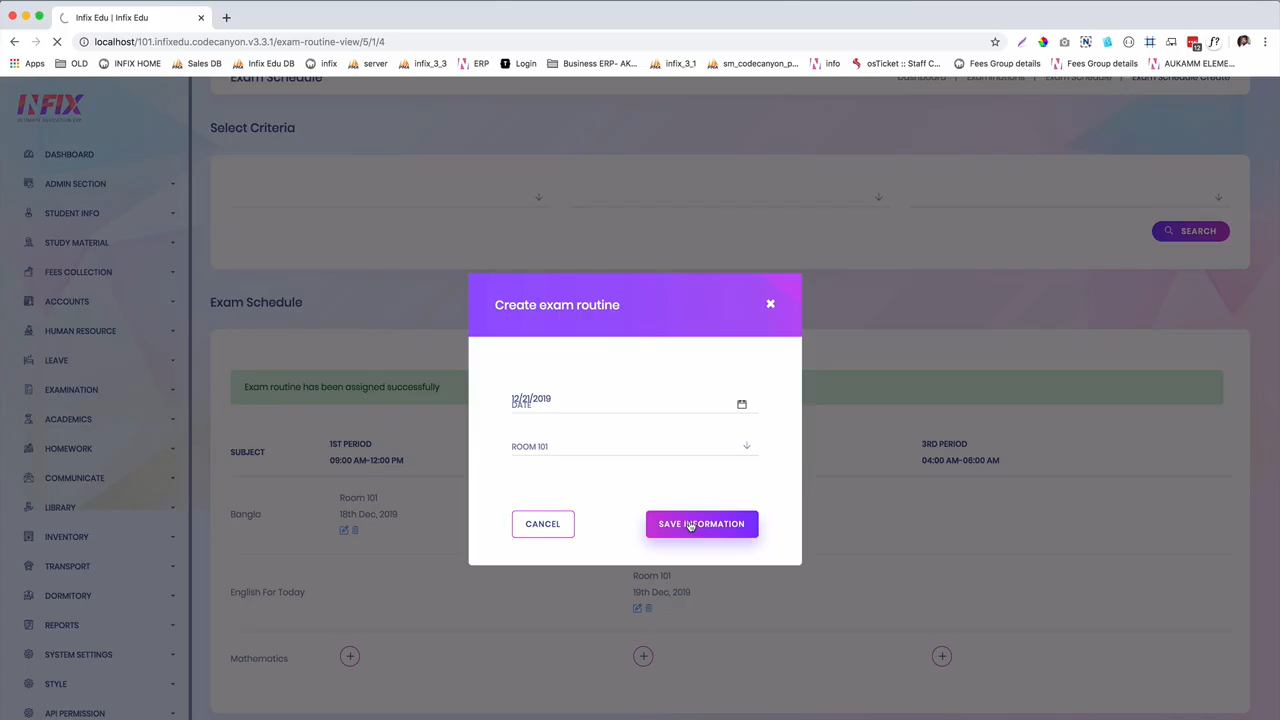 Infix Edu | Infix Edu
localhost/101.infixedu.codecanyon.v3.3.1/exam-routine-view/5/1/4
Apps OLD INFIX HOME Sales DB Infix Edu DB infix server infix_3_3 ERP Login Business ERP- AK... infix_3_1 sm_codecanyon_p... info osTicket :: Staff C... Fees Group details Fees Group details AUKAMM ELEME...
12
Exam Schedule
Dashboard | Examinations | Exam Schedule | Exam Schedule Create
INFIX
ULTIMATE EDUCATION ERP
DASHBOARD
ADMIN SECTION
STUDENT INFO
STUDY MATERIAL
FEES COLLECTION
ACCOUNTS
HUMAN RESOURCE
LEAVE
EXAMINATION
ACADEMICS
HOMEWORK
COMMUNICATE
LIBRARY
INVENTORY
TRANSPORT
DORMITORY
REPORTS
SYSTEM SETTINGS
STYLE
API PERMISSION
Select Criteria
SEARCH
Exam Schedule
Exam routine has been assigned successfully
SUBJECT
1ST PERIOD
09:00 AM-12:00 PM
3RD PERIOD
04:00 AM-06:00 AM
Bangla
Room 101
18th Dec, 2019
English For Today
Room 101
19th Dec, 2019
Mathematics
Create exam routine
12/21/2019
DATE
ROOM 101
CANCEL
SAVE INFORMATION